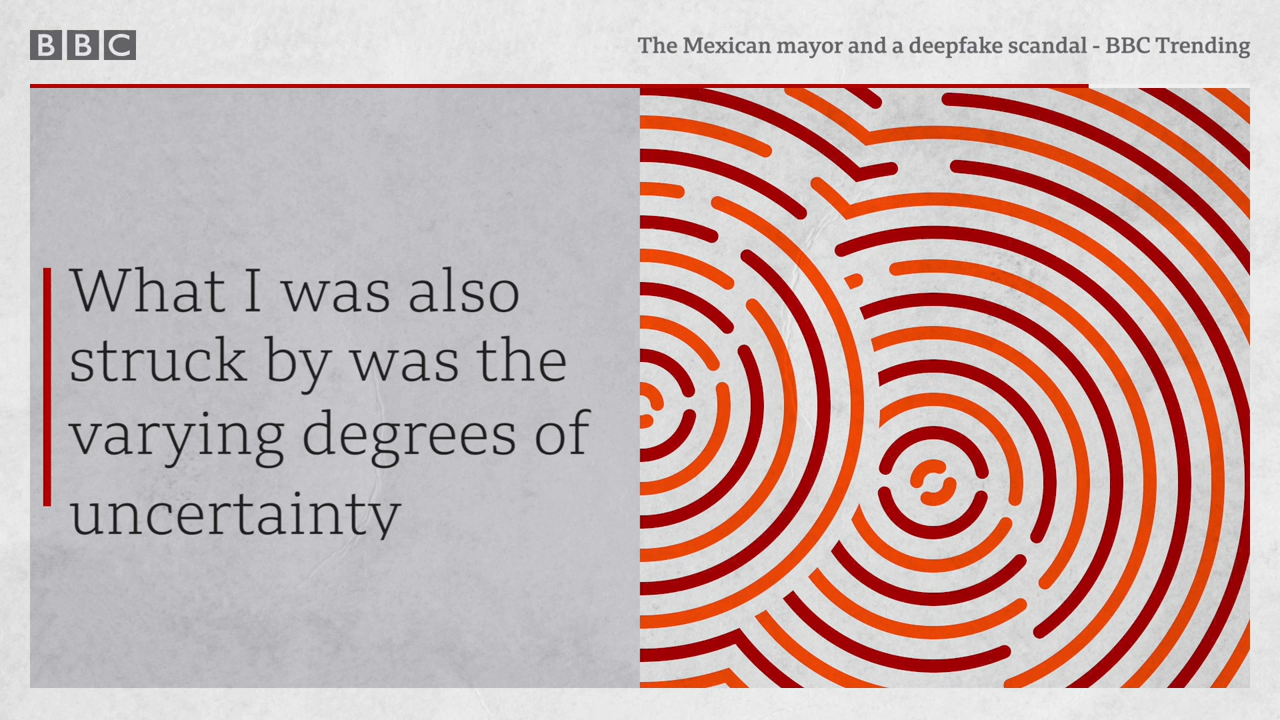 BBC
The Mexican mayor and a deepfake scandal - BBC Trending
What I was also
struck by was the
varying degrees of
uncertainty